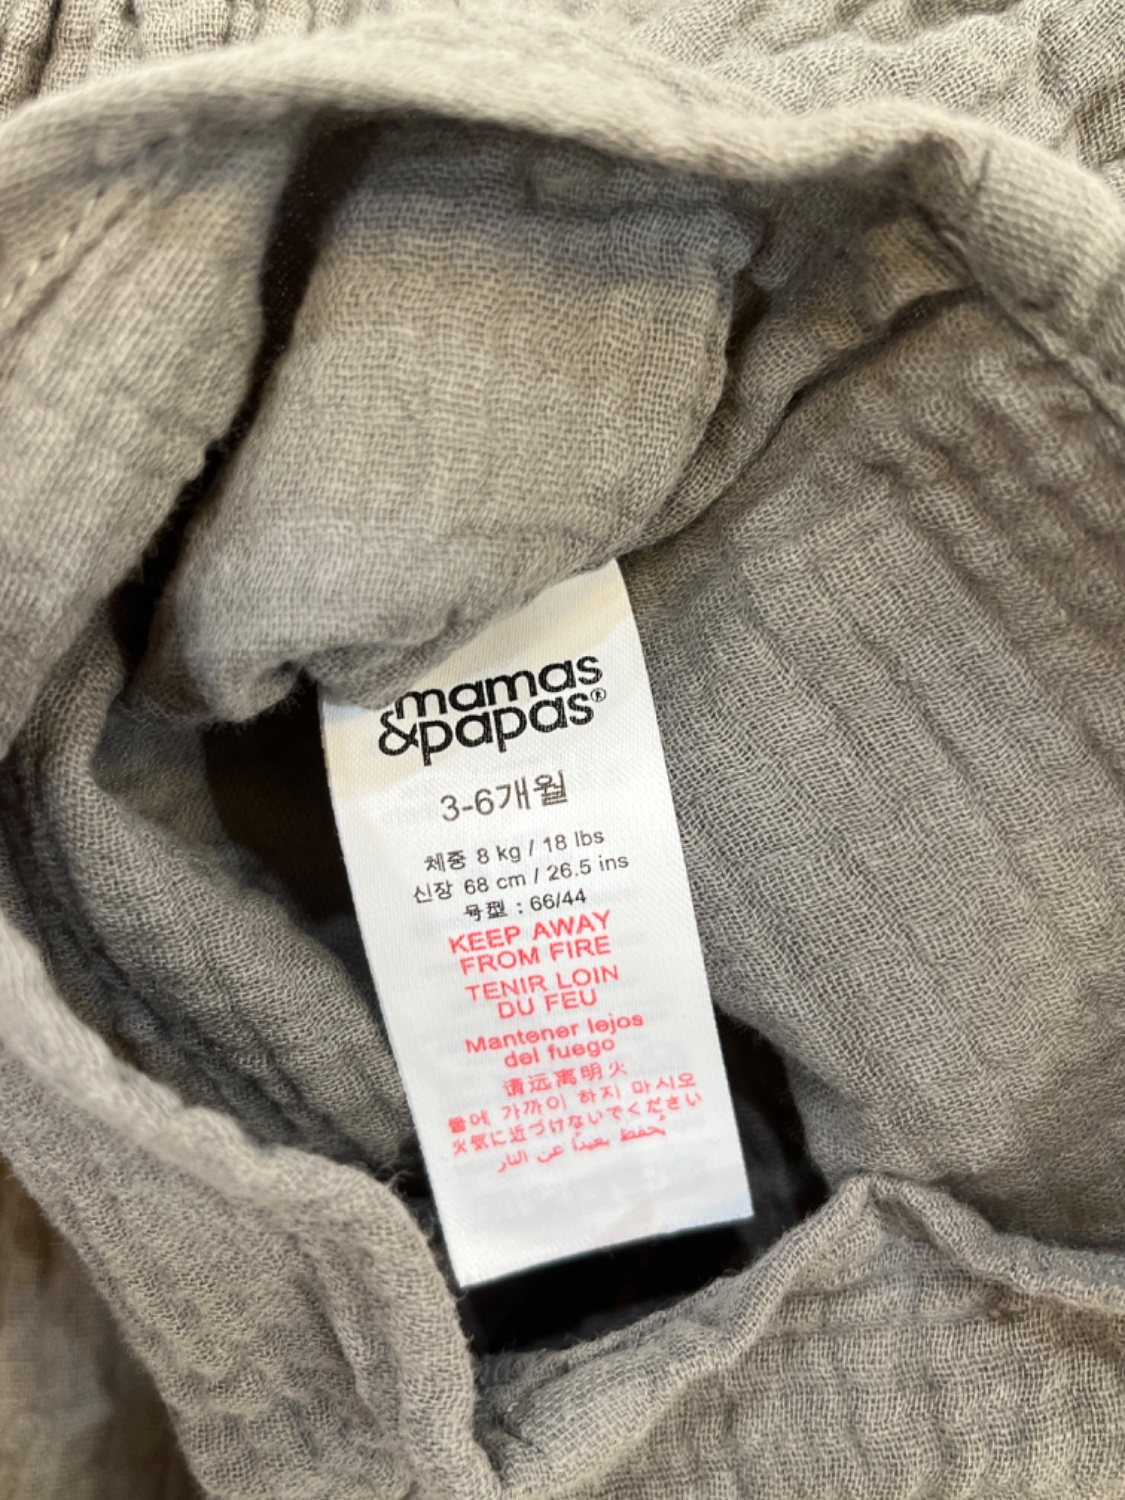 mamas
&papas®
3-6개월
체중 8 kg / 18 lbs
신장 68 cm / 26.5 ins
号型 : 66/44
KEEP AWAY
FROM FIRE
TENIR LOIN
DU FEU
Mantener lejos
del fuego
请远离明火
불에 가까이 하지 마시오
火気に近づけないでください
يُحفظ بعيداً عن النار